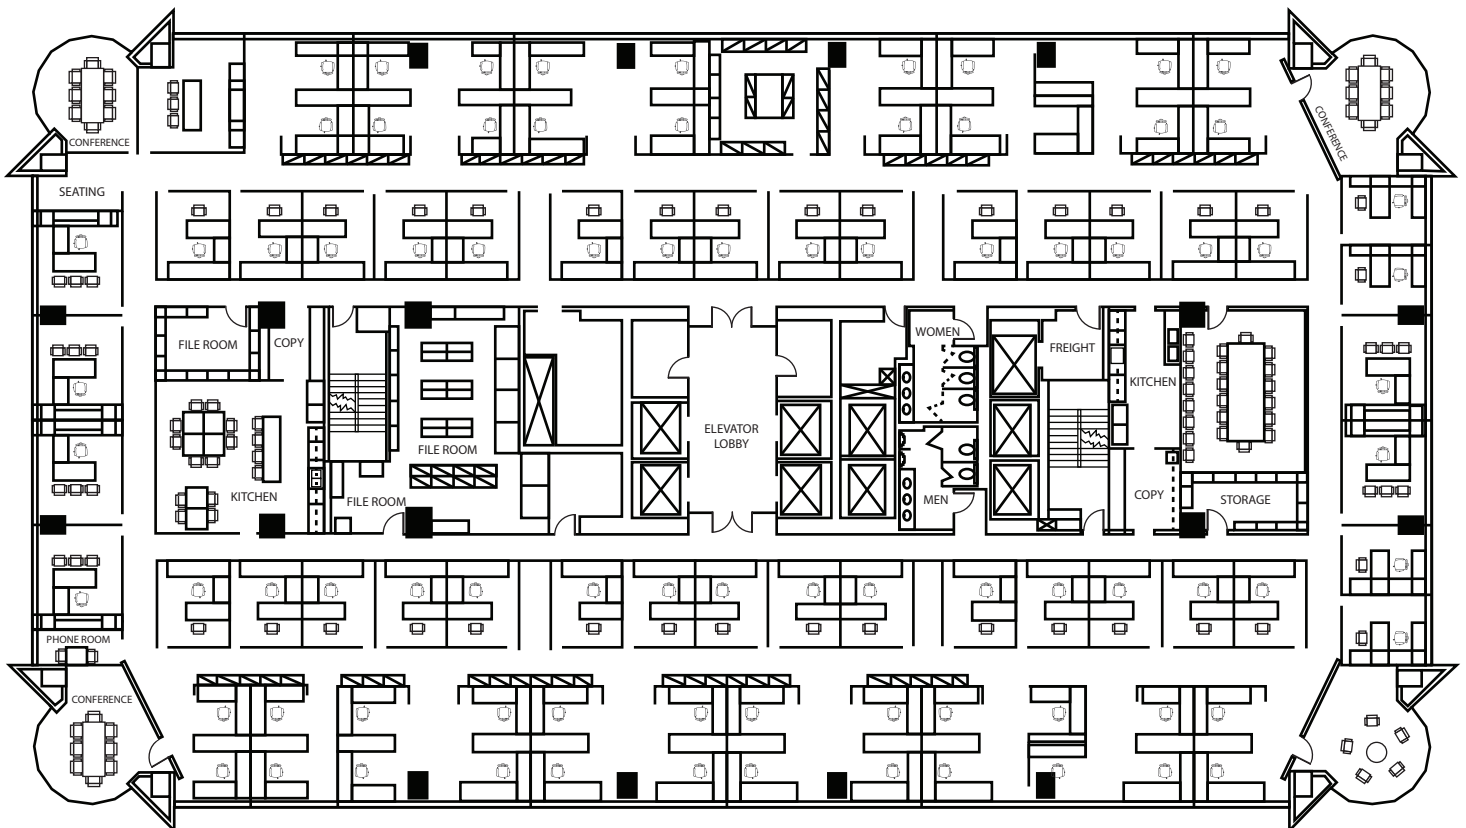 CONFERENCE
CONFERENCE
SEATING
FILE ROOM
COPY
WOMEN
FREIGHT
KITCHEN
ELEVATOR
LOBBY
FILE ROOM
KITCHEN
FILE ROOM
MEN
COPY
STORAGE
PHONE ROOM
CONFERENCE